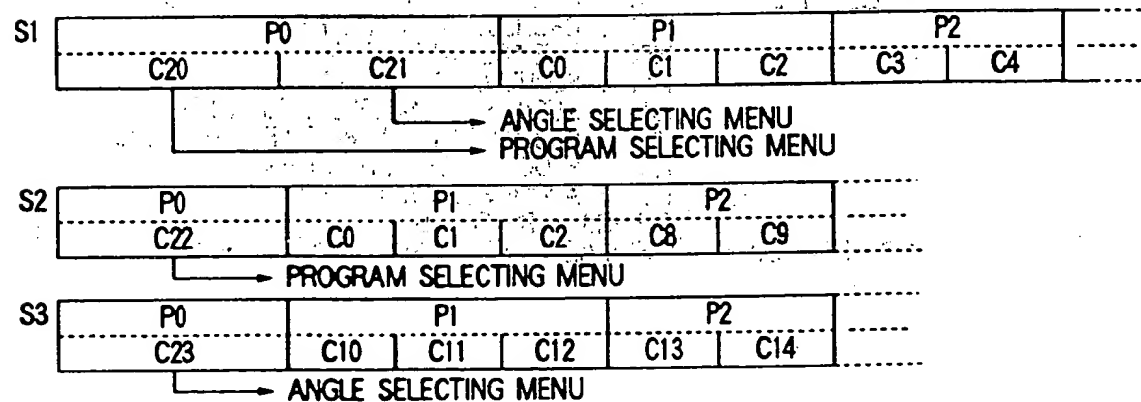 S1 P0 P1 P2
C20 C21 C0 C1 C2 C3 C4
ANGLE SELECTING MENU
PROGRAM SELECTING MENU
S2 P0 P1 P2
C22 C0 C1 C2 C8 C9
PROGRAM SELECTING MENU
S3 P0 P1 P2
C23 C10 C11 C12 C13 C14
ANGLE SELECTING MENU